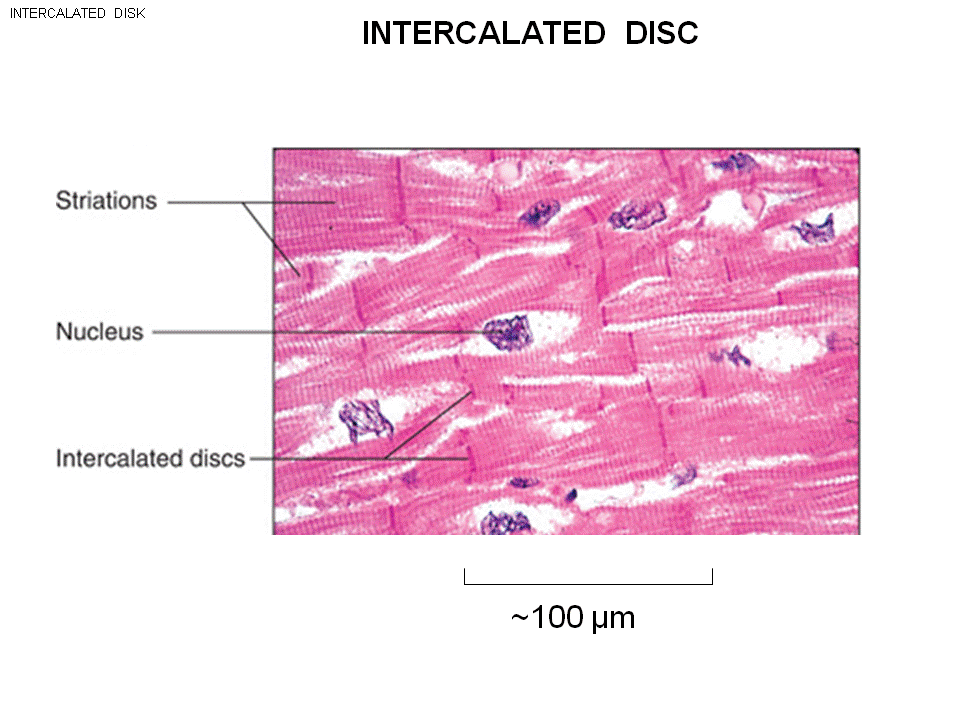 INTERCALATED DISK
INTERCALATED DISC
Striations
Nucleus
Intercalated discs
~100 µm